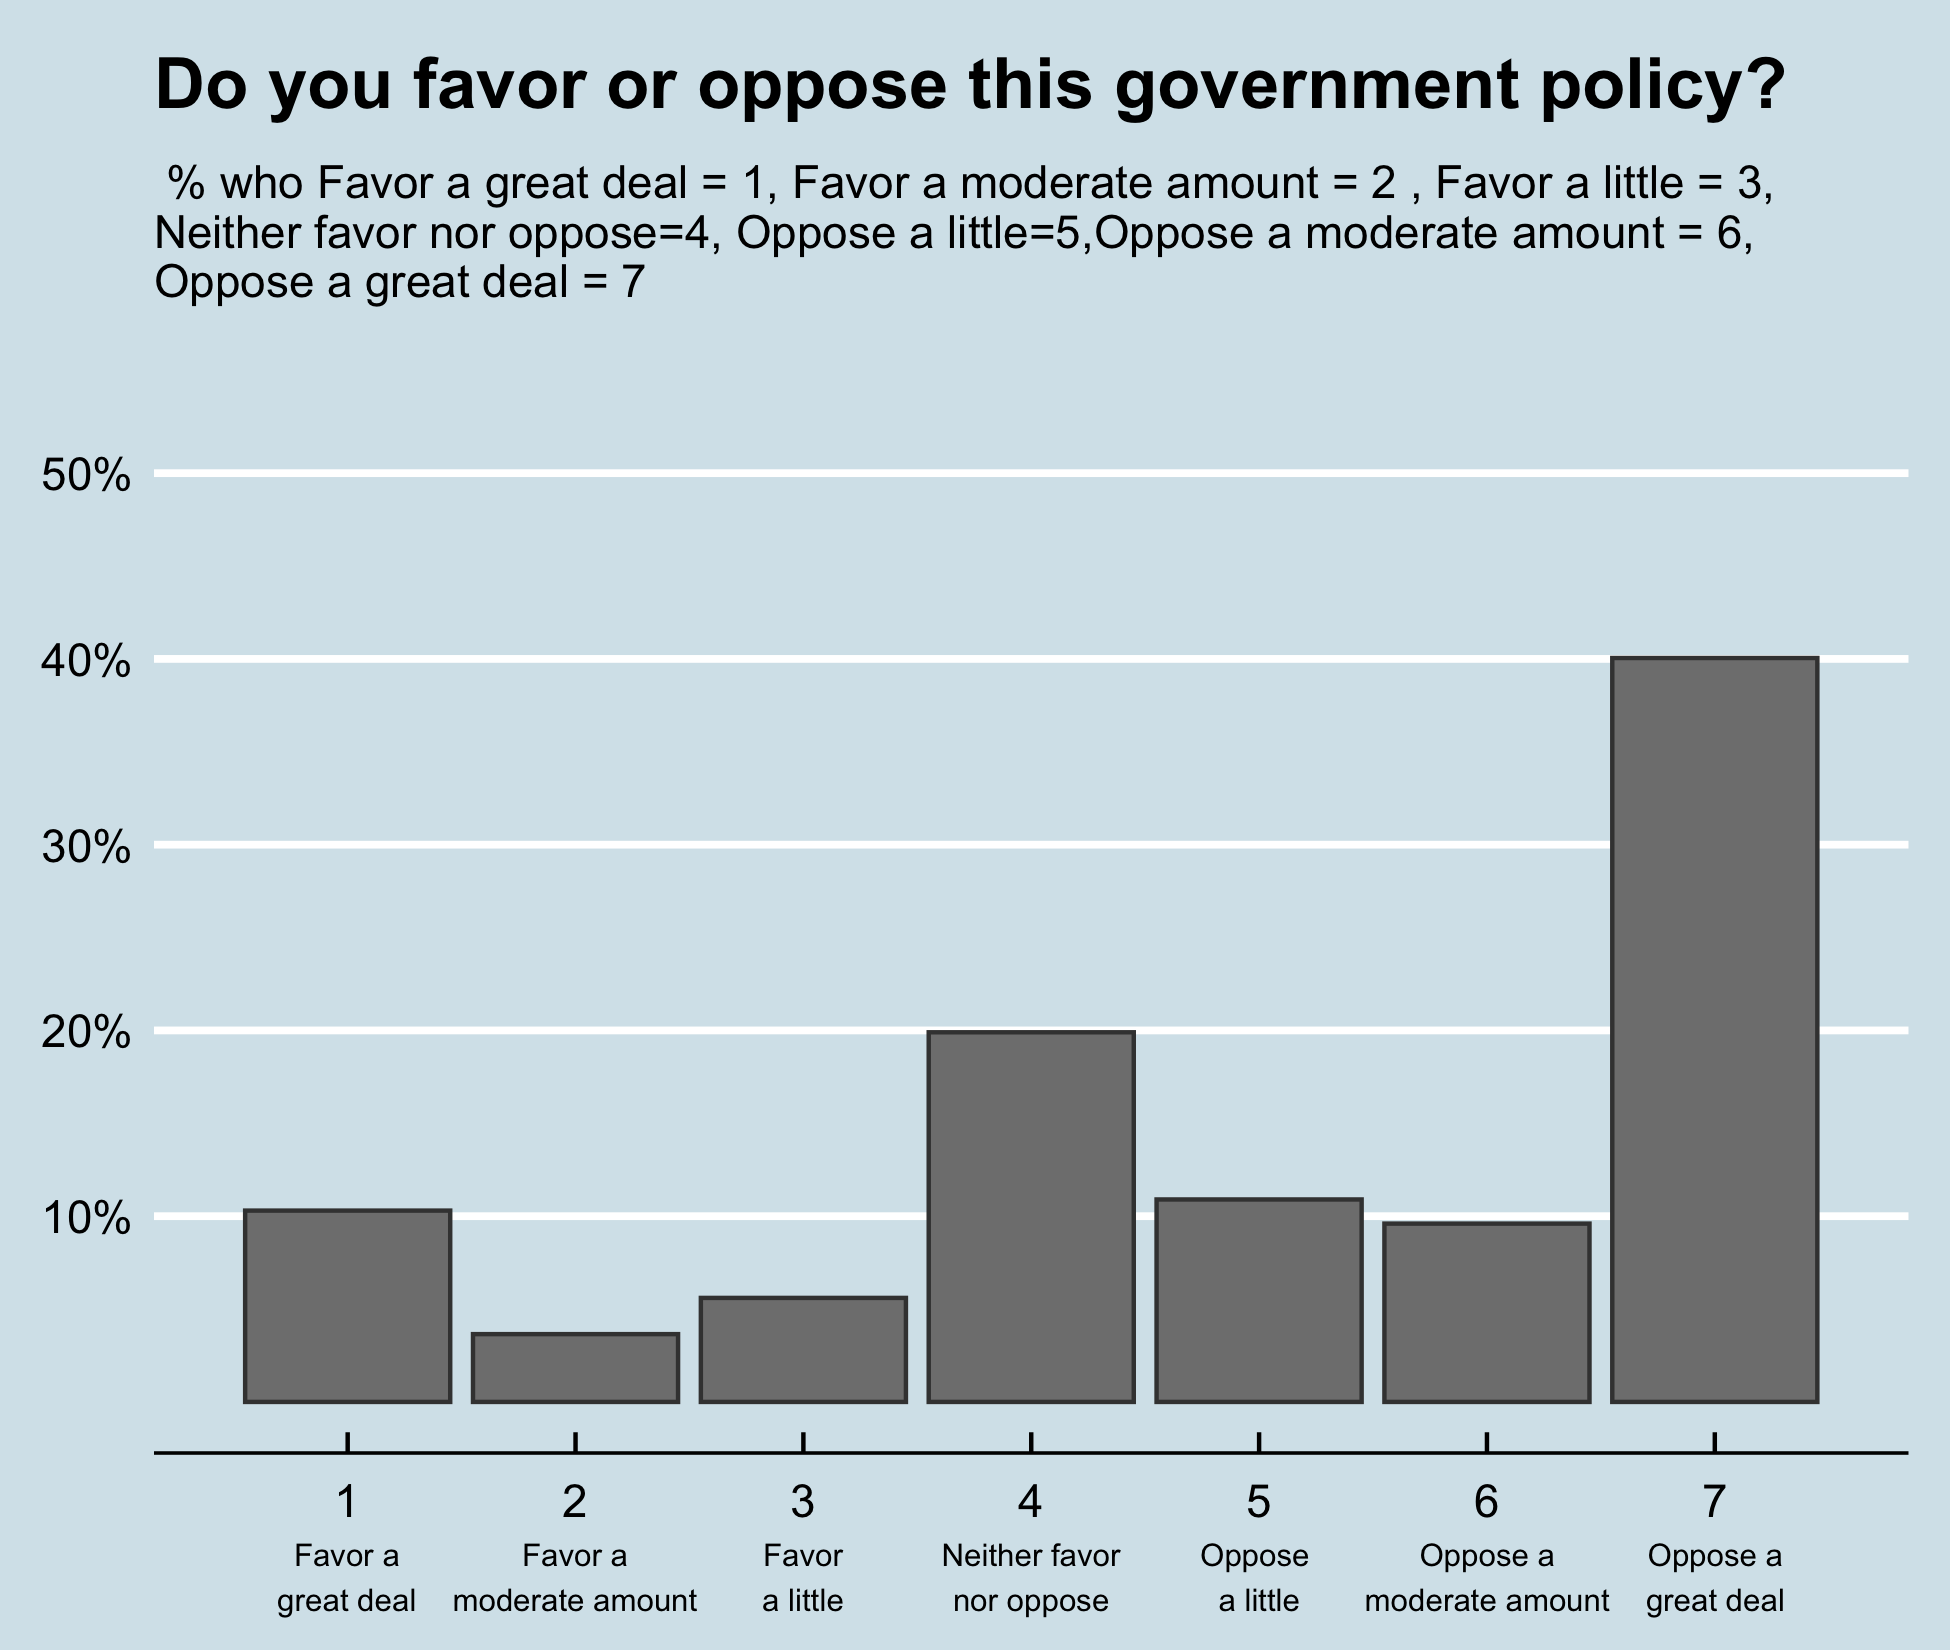 Do you favor or oppose this government policy?
% who Favor a great deal = 1, Favor a moderate amount = 2 , Favor a little = 3,
Neither favor nor oppose=4, Oppose a little=5,Oppose a moderate amount = 6,
Oppose a great deal = 7
50%
40%
30%
20%
10%
1 2 3 4 5 6 7
Favor a Favor a Favor Neither favor Oppose Oppose a Oppose a
great deal moderate amount a little nor oppose a little moderate amount great deal